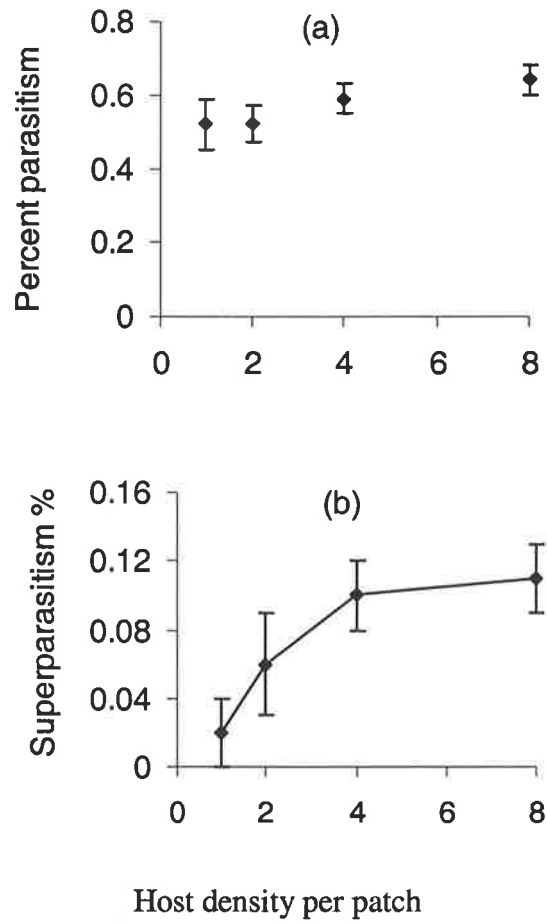 (a)
Percent parasitism
0.8
0.6
0.4
0.2
0
0 2 4 6 8
(b)
Superparasitism %
0.16
0.12
0.08
0.04
0
0 2 4 6 8
Host density per patch